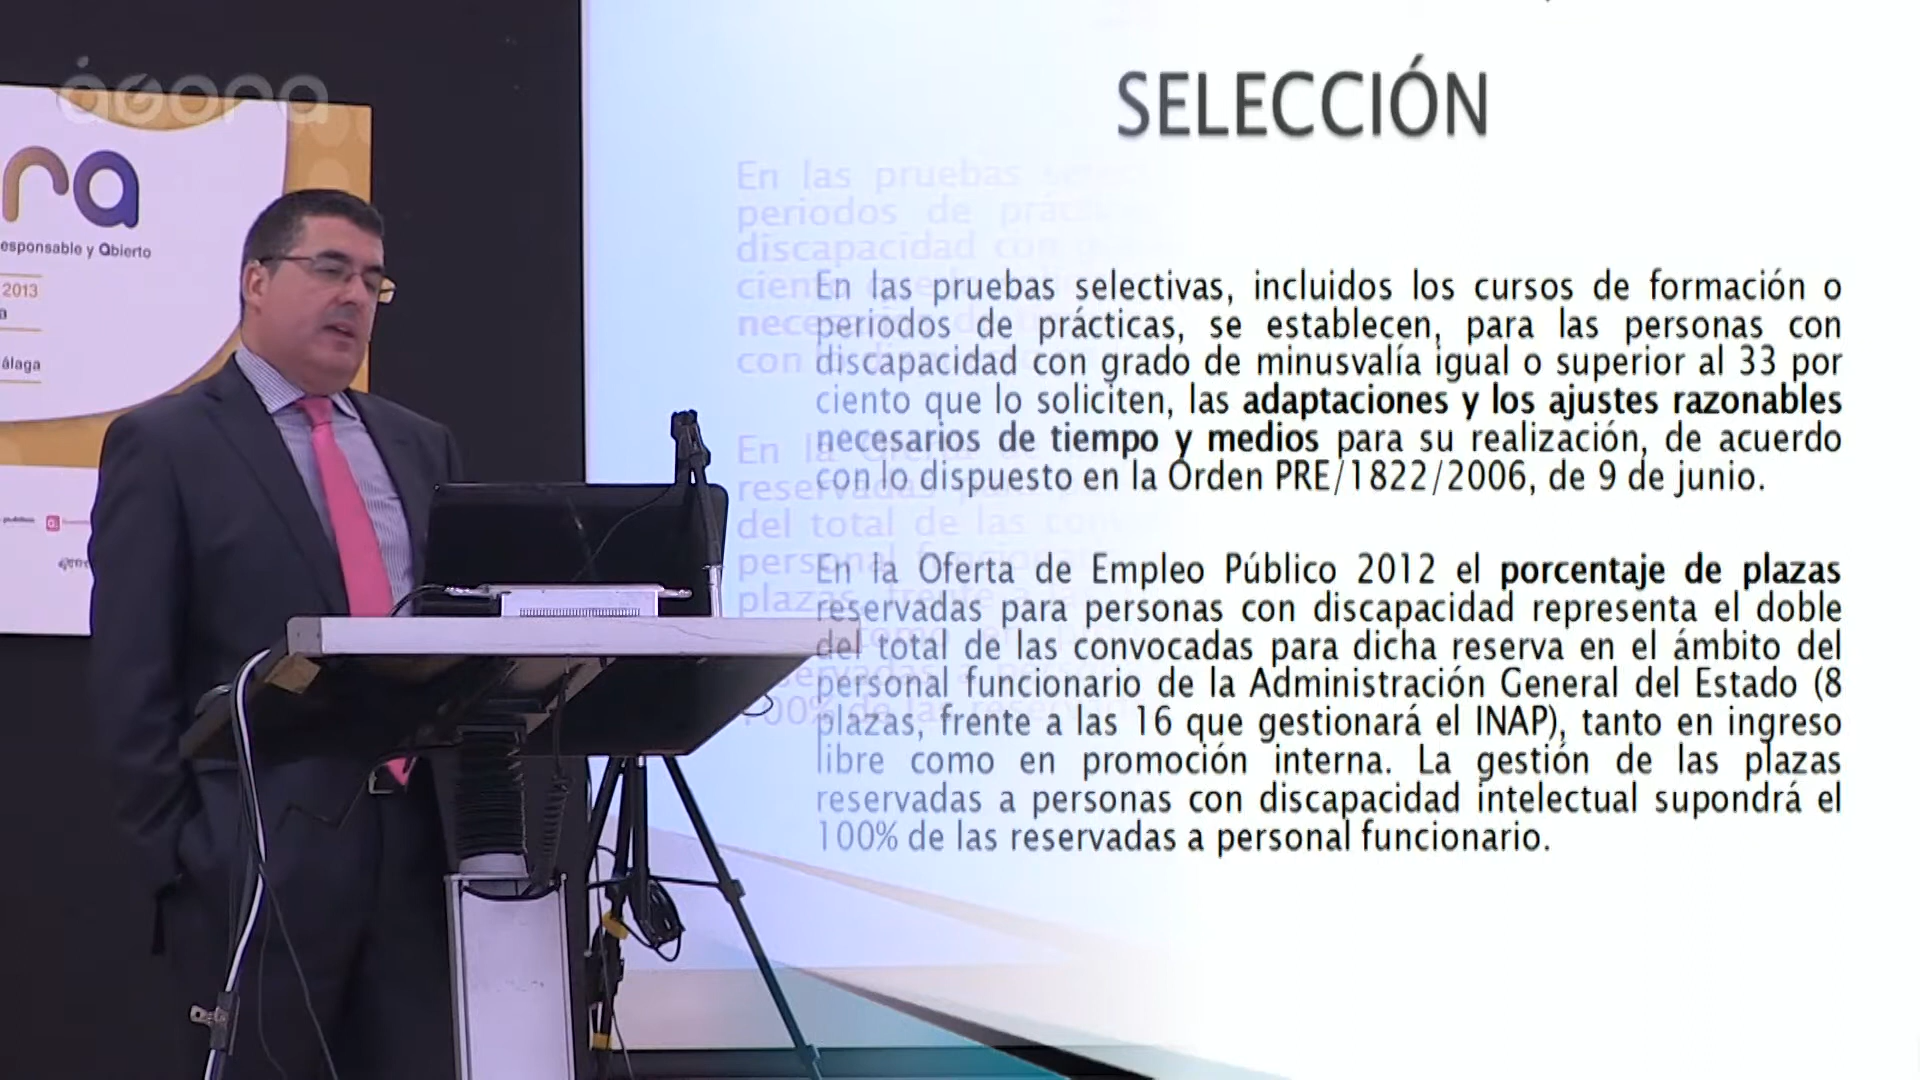 ágora
ra
esponsable y Abierto
2013
a
álaga
SELECCIÓN
En las pruebas selectivas, incluidos los cursos de formación o
periodos de prácticas, se establecen, para las personas con
discapacidad con grado de minusvalía igual o superior al 33 por
ciento que lo soliciten, las adaptaciones y los ajustes razonables
necesarios de tiempo y medios para su realización, de acuerdo
con lo dispuesto en la Orden PRE/1822/2006, de 9 de junio.
En la Oferta de Empleo Público 2012 el porcentaje de plazas
reservadas para personas con discapacidad representa el doble
del total de las convocadas para dicha reserva en el ámbito del
personal funcionario de la Administración General del Estado (8
plazas, frente a las 16 que gestionará el INAP), tanto en ingreso
libre como en promoción interna. La gestión de las plazas
reservadas a personas con discapacidad intelectual supondrá el
100% de las reservadas a personal funcionario.